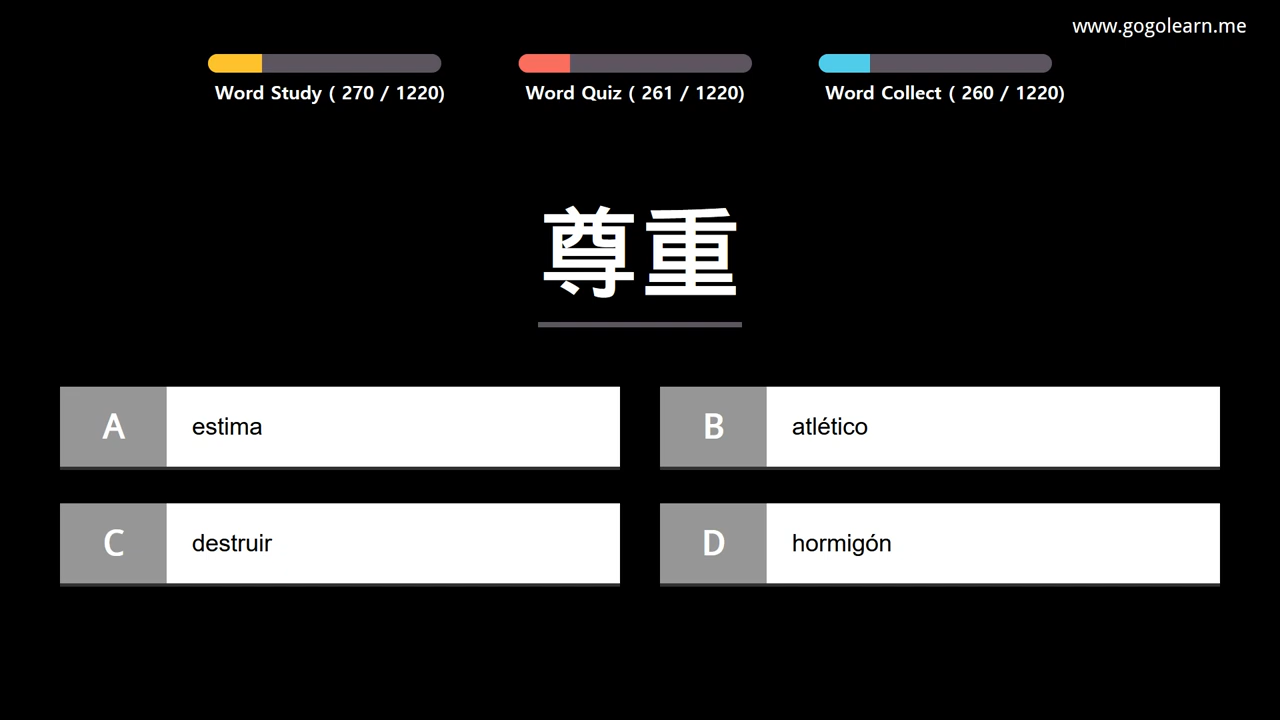 www.gogolearn.me
Word Study ( 270 / 1220)
Word Quiz ( 261 / 1220)
Word Collect ( 260 / 1220)
尊重
A estima
B atlético
C destruir
D hormigón